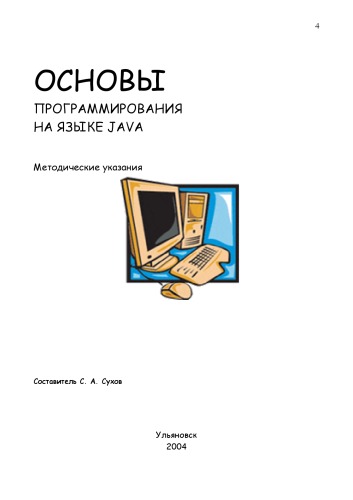 4
ОСНОВЫ
ПРОГРАММИРОВАНИЯ
НА ЯЗЫКЕ JAVA
Методические указания
Составитель С. А. Сухов
Ульяновск
2004